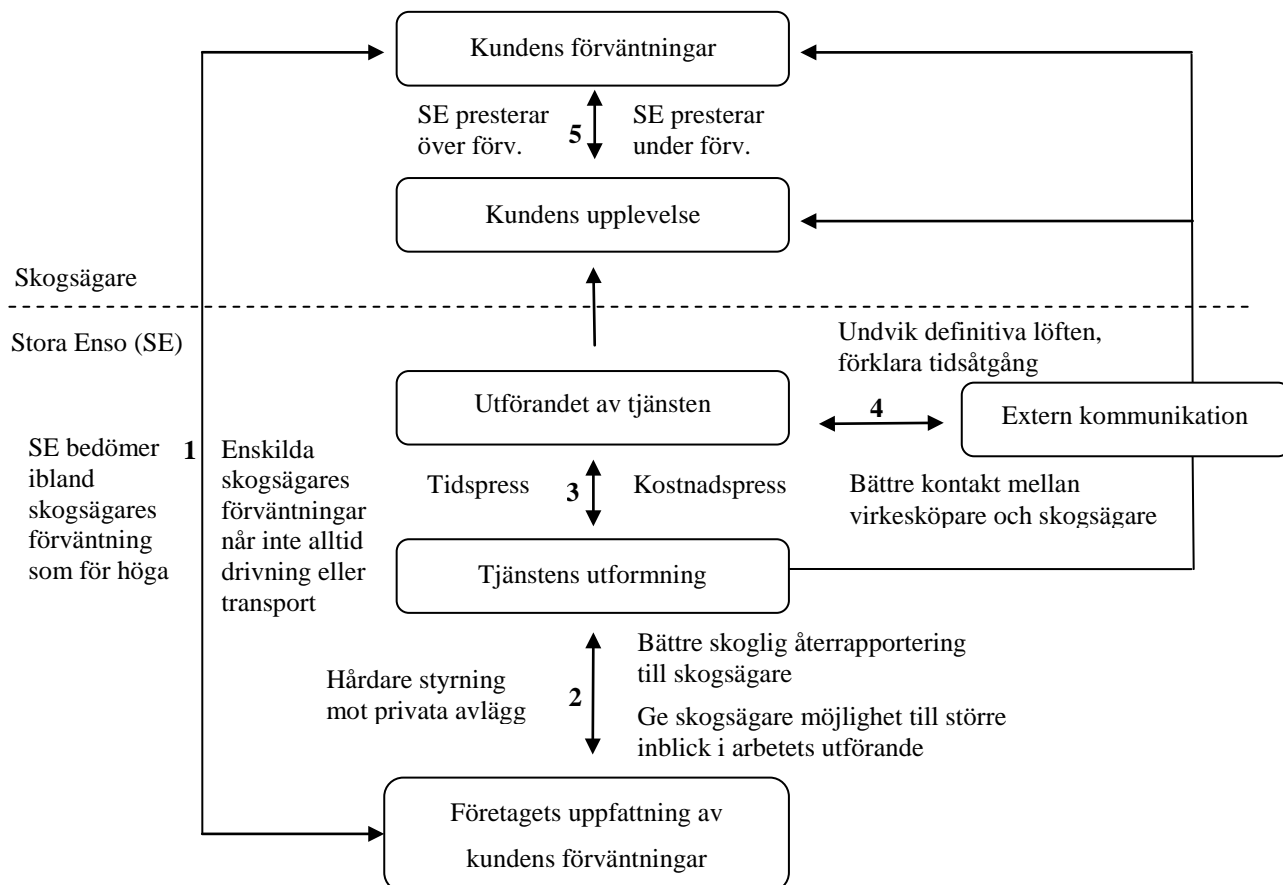 Kundens förväntningar
SE presterar
över förv.
5
SE presterar
under förv.
Kundens upplevelse
Skogsägare
Stora Enso (SE)
Undvik definitiva löften,
förklara tidsåtgång
Utförandet av tjänsten
4
Extern kommunikation
SE bedömer
ibland
skogsägares
förväntning
som för höga
1
Enskilda
skogsägares
förväntningar
når inte alltid
drivning eller
transport
Tidspress
3
Kostnadspress
Bättre kontakt mellan
virkesköpare och skogsägare
Tjänstens utformning
Hårdare styrning
mot privata avlägg
2
Bättre skoglig återrapportering
till skogsägare
Ge skogsägare möjlighet till större
inblick i arbetets utförande
Företagets uppfattning av
kundens förväntningar